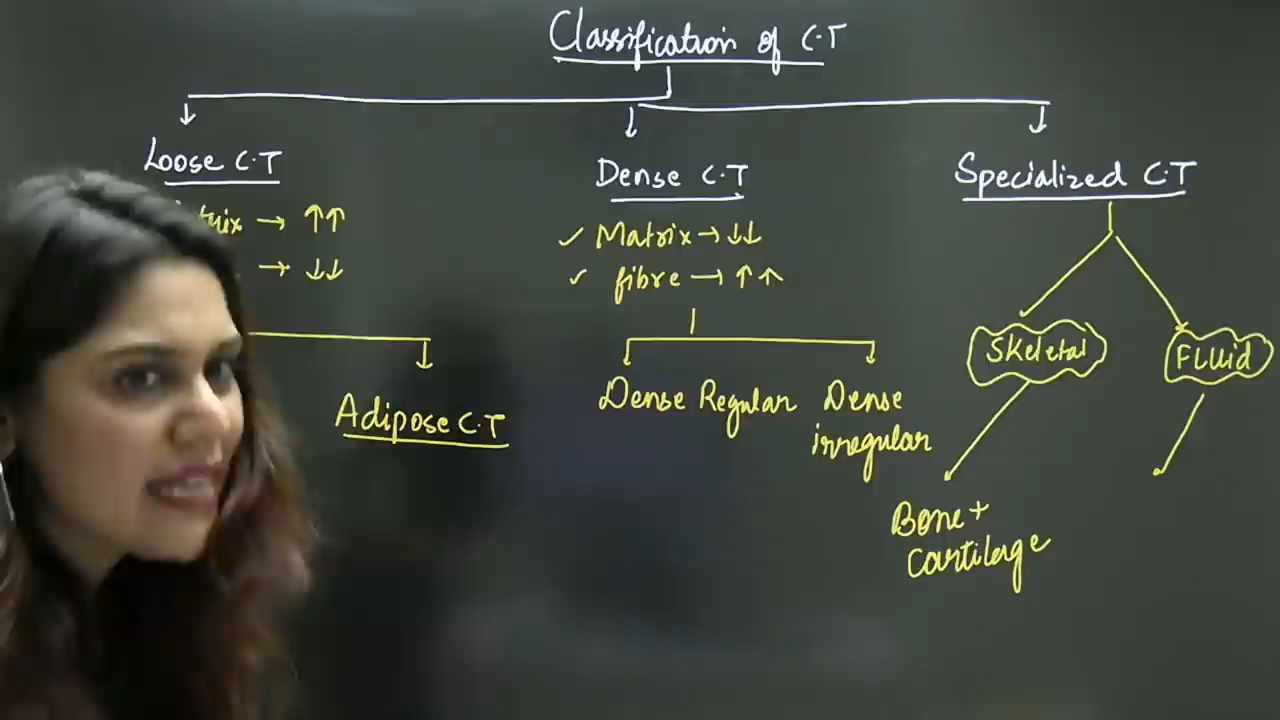 Classification of C.T
Loose C.T
→ ↑↑
→ ↓↓
Adipose C.T
Dense C.T
✓ Matrix → ↓↓
✓ fibre → ↑↑
Dense Regular
Dense
irregular
Specialized C.T
Skeletal
Fluid
Bone +
Cartilage